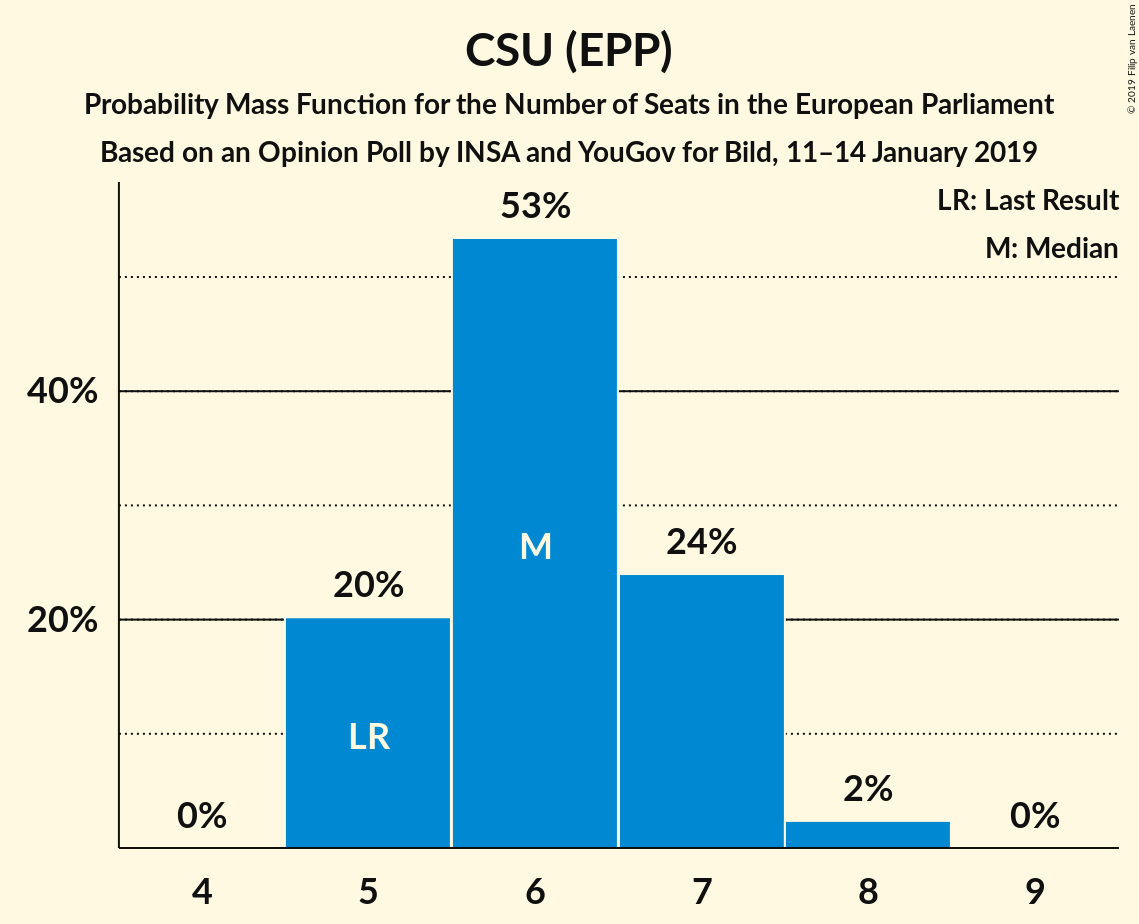 CSU (EPP)
Probability Mass Function for the Number of Seats in the European Parliament
Based on an Opinion Poll by INSA and YouGov for Bild, 11–14 January 2019
© 2019 Filip van Laenen
LR: Last Result
M: Median
53%
40%
M
24%
20%
20%
LR
2%
0%
0%
4 5 6 7 8 9